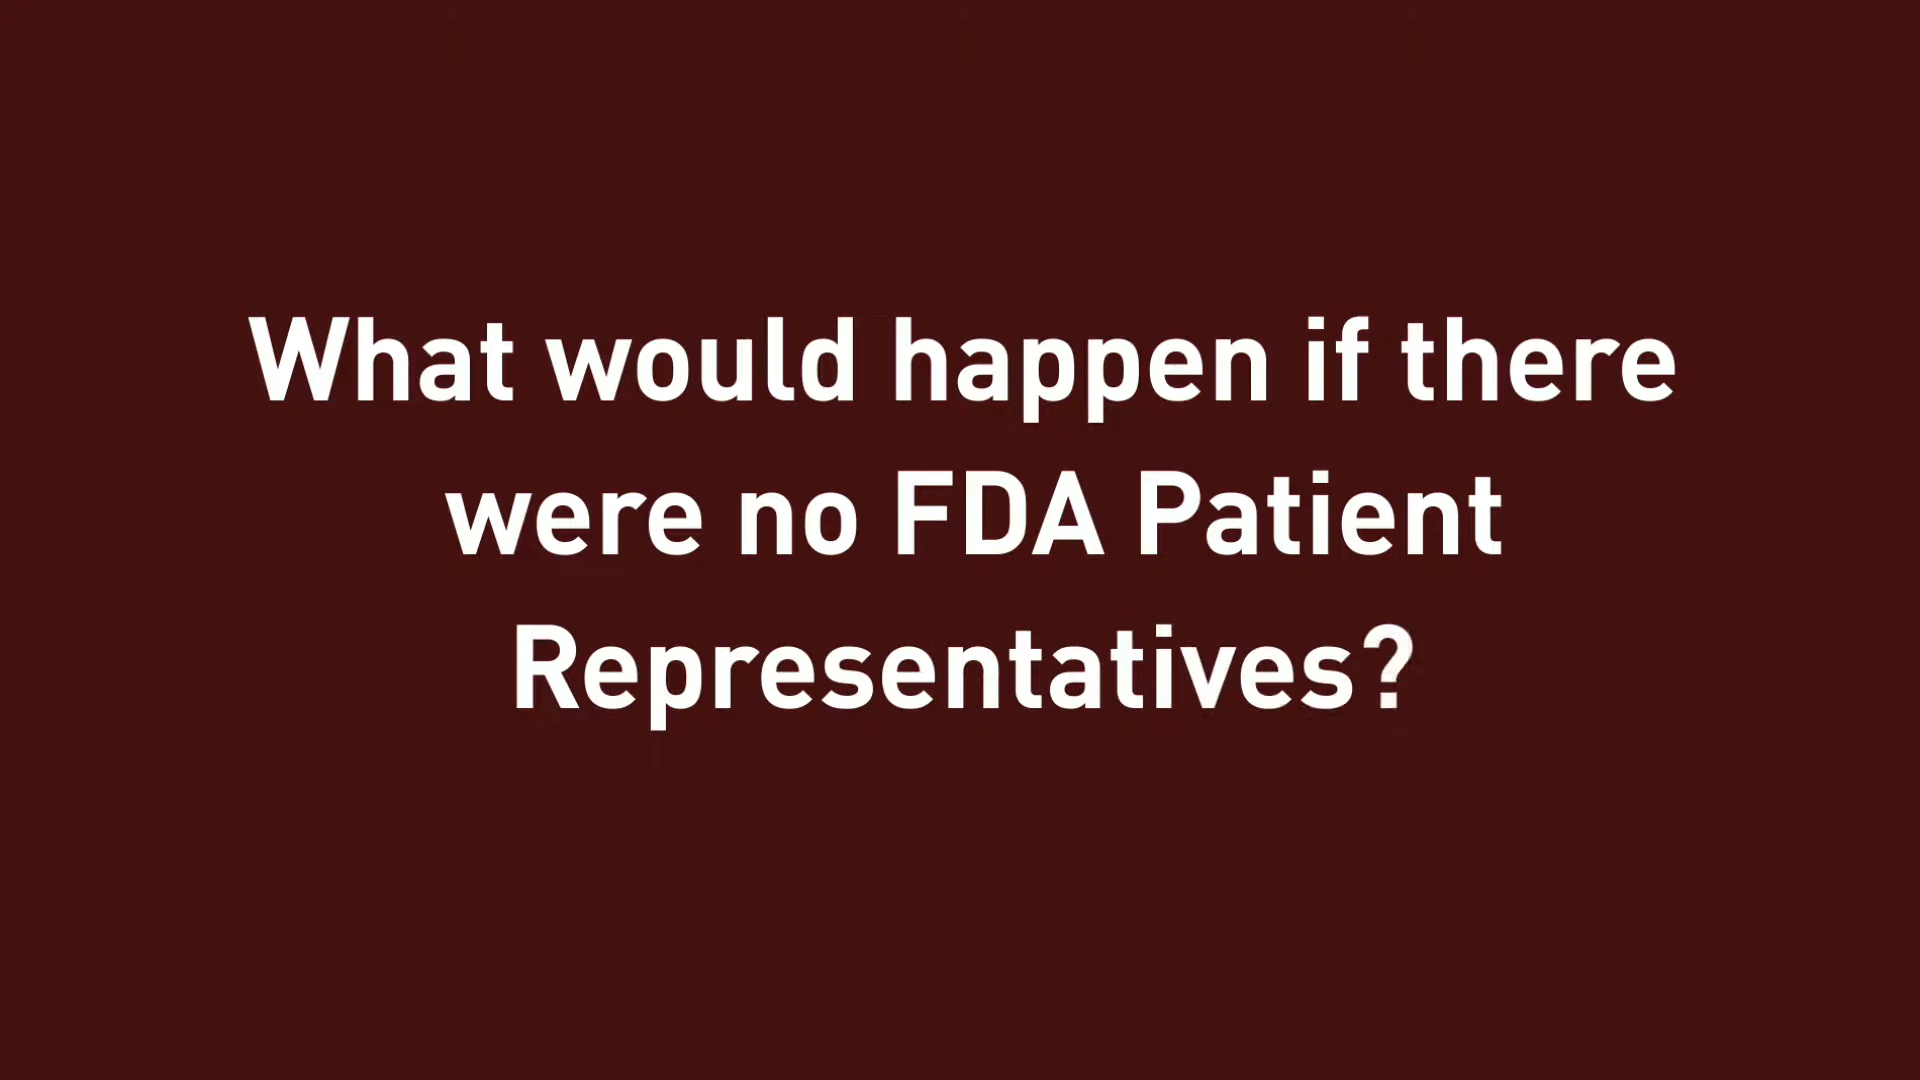 What would happen if there
were no FDA Patient
Representatives?